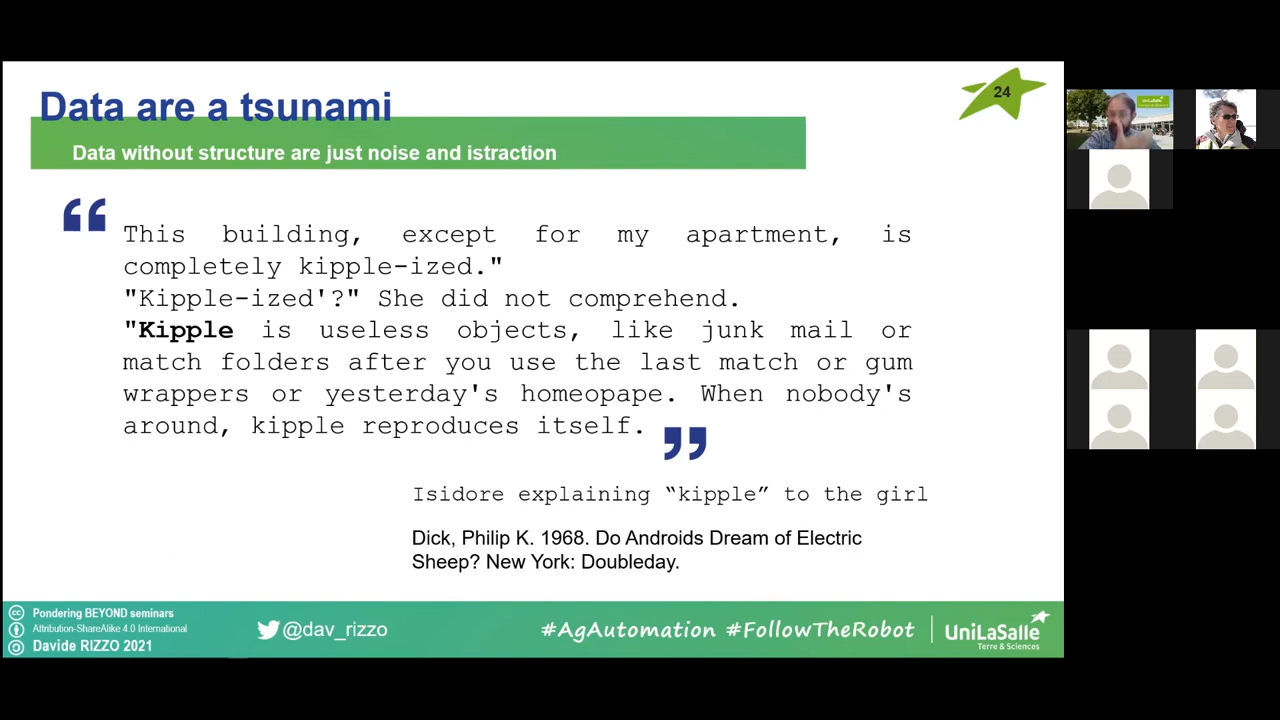 Data are a tsunami
24
Data without structure are just noise and istraction
“
This building, except for my apartment, is
completely kipple-ized."
"Kipple-ized'?" She did not comprehend.
"Kipple is useless objects, like junk mail or
match folders after you use the last match or gum
wrappers or yesterday's homeopape. When nobody's
around, kipple reproduces itself.
”
Isidore explaining “kipple” to the girl
Dick, Philip K. 1968. Do Androids Dream of Electric
Sheep? New York: Doubleday.
cc Pondering BEYOND seminars
Attribution-ShareAlike 4.0 International
Davide RIZZO 2021
@dav_rizzo
#AgAutomation #FollowTheRobot
UniLaSalle
Terre & Sciences
UniLaSalle